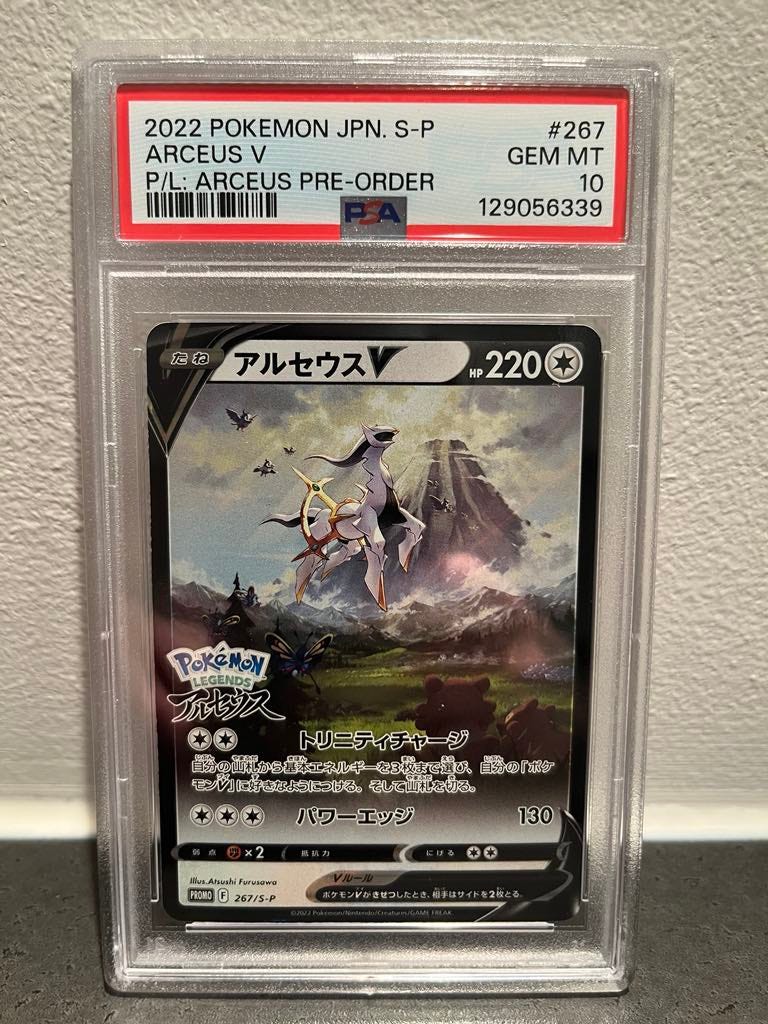 2022 POKEMON JPN. S-P #267
ARCEUS V GEM MT
P/L: ARCEUS PRE-ORDER 10
PSA 129056339
たね アルセウスV HP 220
POKéMON
LEGENDS
アルセウス
トリニティチャージ
自分の山札から基本エネルギーを3枚まで選び、自分の「ポケ
モンV」に好きなようにつける。そして山札を切る。
パワーエッジ 130
弱点 ×2 抵抗力 にげる
Illus.Atsushi Furusawa
Vルール
ポケモンVがきぜつしたとき、相手はサイドを2枚とる。
PROMO F 267/S-P
©2022 Pokémon/Nintendo/Creatures/GAME FREAK.